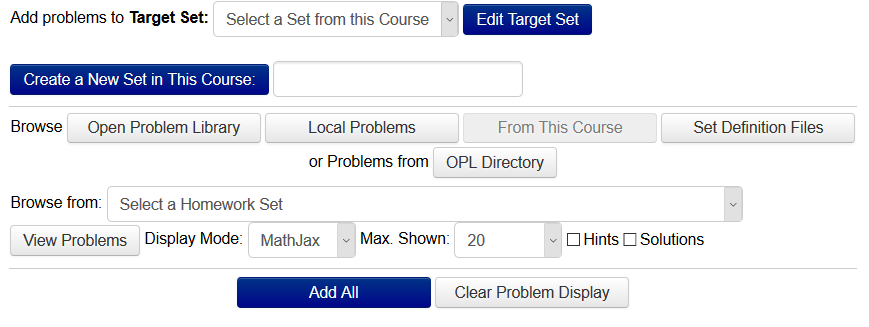 Add problems to Target Set: Select a Set from this Course Edit Target Set
Create a New Set in This Course:
Browse Open Problem Library Local Problems From This Course Set Definition Files
or Problems from OPL Directory
Browse from: Select a Homework Set
View Problems Display Mode: MathJax Max. Shown: 20 Hints Solutions
Add All Clear Problem Display